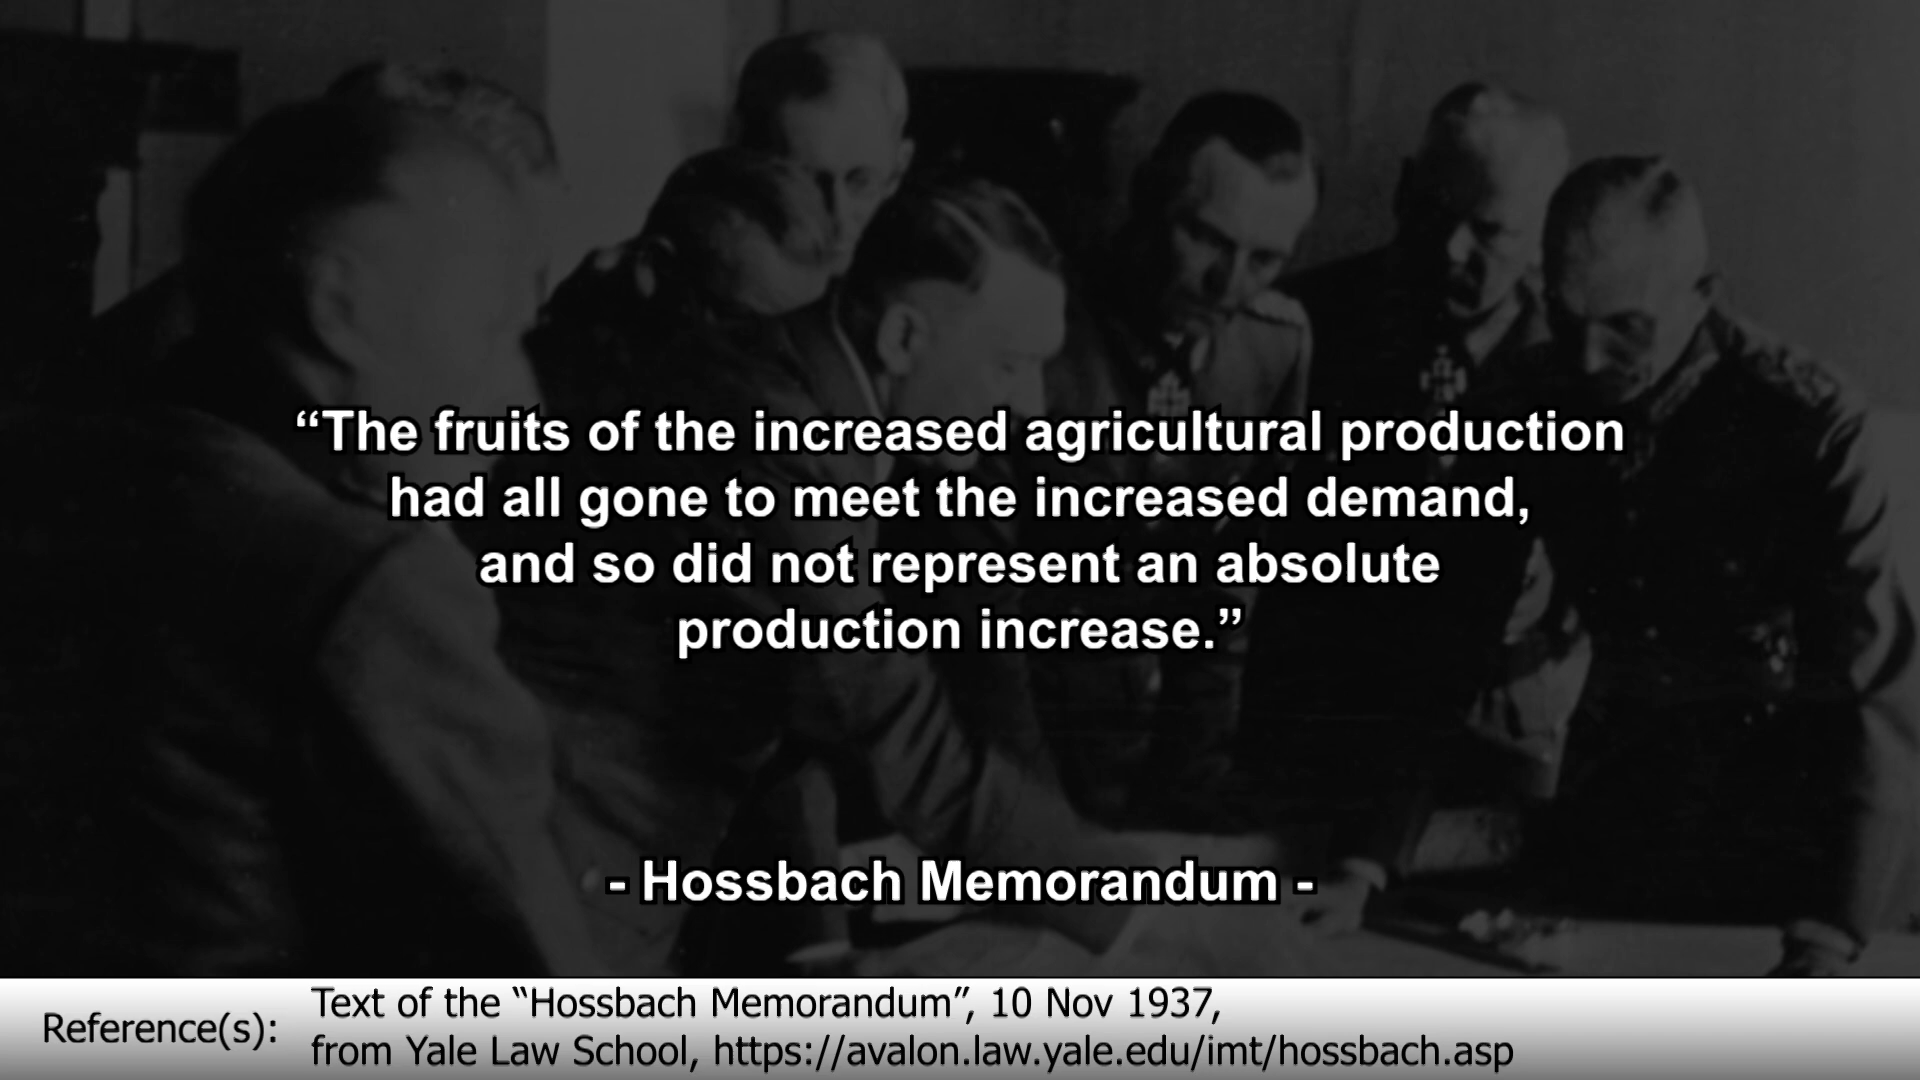 “The fruits of the increased agricultural production
had all gone to meet the increased demand,
and so did not represent an absolute
production increase.”
- Hossbach Memorandum -
Reference(s):
Text of the “Hossbach Memorandum”, 10 Nov 1937,
from Yale Law School, https://avalon.law.yale.edu/imt/hossbach.asp